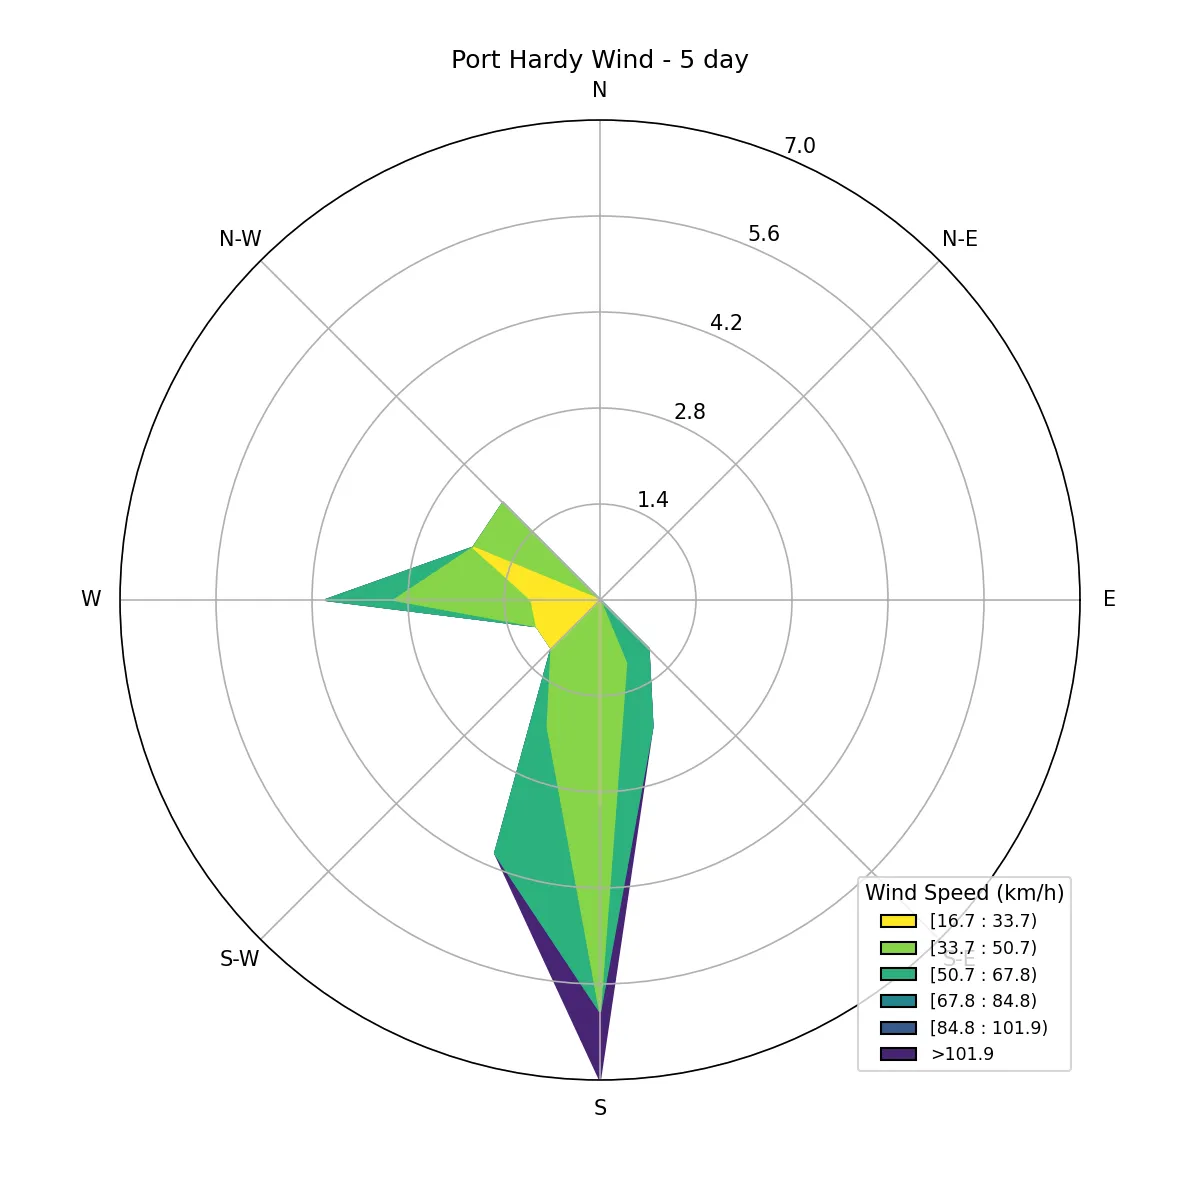 Port Hardy Wind - 5 day
N
7.0
5.6
N-W
N-E
4.2
2.8
1.4
W
E
Wind Speed (km/h)
[16.7 : 33.7)
[33.7 : 50.7)
S-W
S-E
[50.7 : 67.8)
[67.8 : 84.8)
[84.8 : 101.9)
>101.9
S